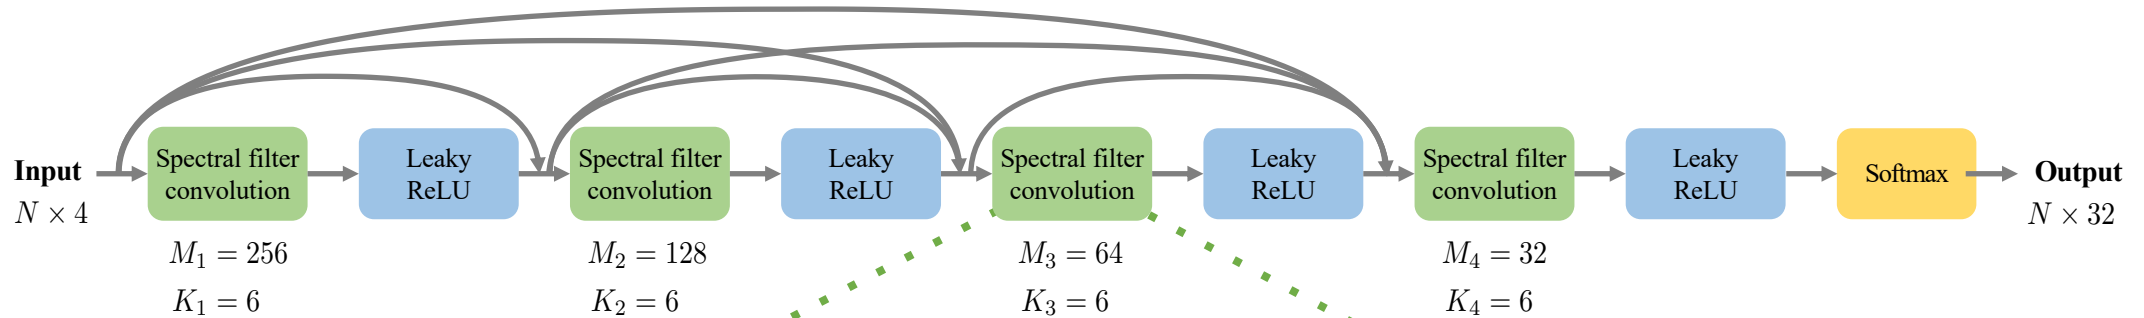 Input
N × 4
Spectral filter
convolution
M₁ = 256
K₁ = 6
Leaky
ReLU
Spectral filter
convolution
M₂ = 128
K₂ = 6
Leaky
ReLU
Spectral filter
convolution
M₃ = 64
K₃ = 6
Leaky
ReLU
Spectral filter
convolution
M₄ = 32
K₄ = 6
Leaky
ReLU
Softmax
Output
N × 32